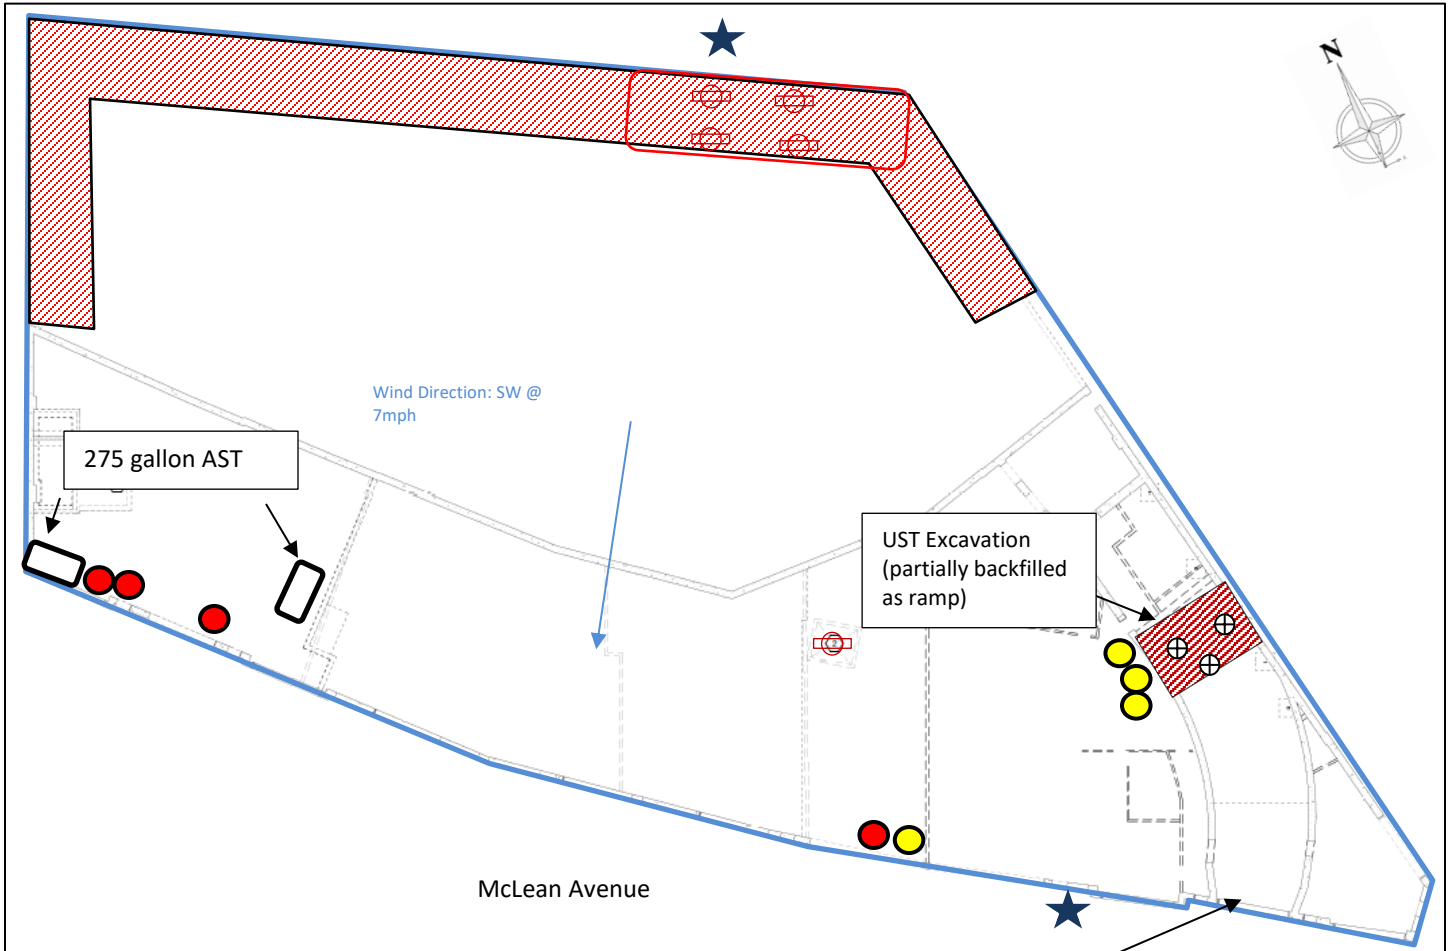 N
Wind Direction: SW @
7mph
275 gallon AST
UST Excavation
(partially backfilled
as ramp)
McLean Avenue